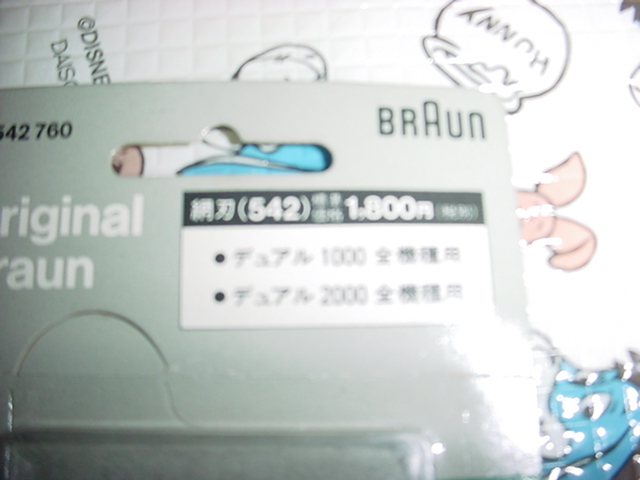 ©DISNE
DAISO
HUNNY
542 760
BRAUN
riginal
raun
網刃(542) 標準価格 1,800円(税別)
●デュアル 1000 全機種用
●デュアル 2000 全機種用